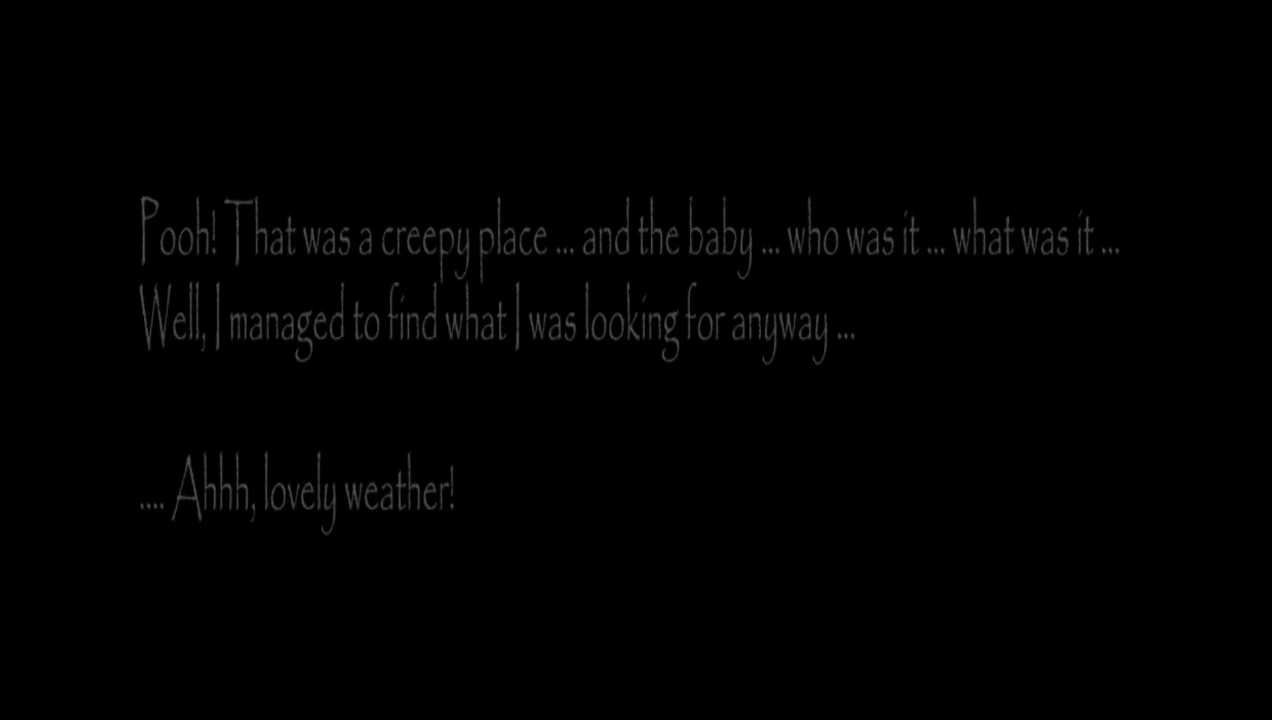 Pooh! That was a creepy place ... and the baby ... who was it ... what was it ...
Well, I managed to find what I was looking for anyway ...
.... Ahhh, lovely weather!